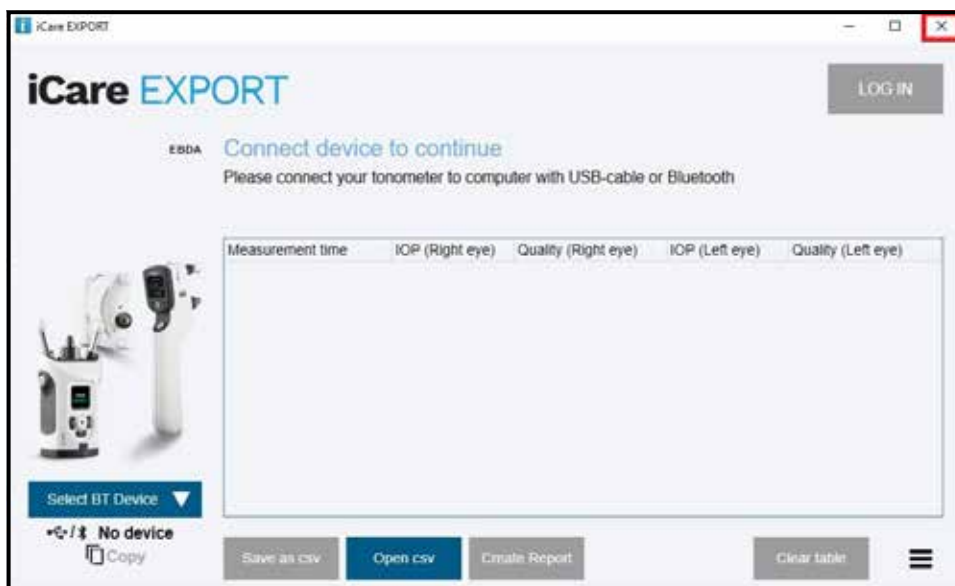 iCare EXPORT
iCare EXPORT
LOG IN
EBDA
Connect device to continue
Please connect your tonometer to computer with USB-cable or Bluetooth
Measurement time IOP (Right eye) Quality (Right eye) IOP (Left eye) Quality (Left eye)
Select BT Device
No device
Copy
Save as csv Open csv Create Report Clear table